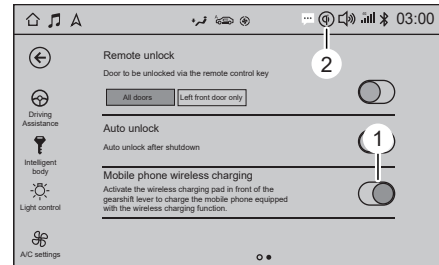 03:00
2
Remote unlock
Door to be unlocked via the remote control key
All doors
Left front door only
Driving
Assistance
Auto unlock
Auto unlock after shutdown
1
Intelligent
body
Mobile phone wireless charging
Activate the wireless charging pad in front of the
gearshift lever to charge the mobile phone equipped
with the wireless charging function.
Light control
A/C settings